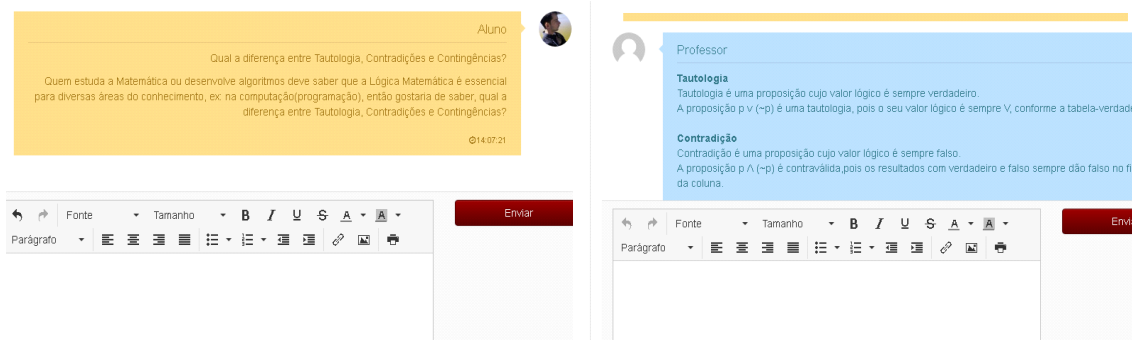 Aluno
Qual a diferença entre Tautologia, Contradições e Contingências?
Quem estuda a Matemática ou desenvolve algoritmos deve saber que a Lógica Matemática é essencial
para diversas áreas do conhecimento, ex: na computação(programação), então gostaria de saber, qual a
diferença entre Tautologia, Contradições e Contingências?
14:07:21
Fonte Tamanho B I U S A A
Parágrafo
Enviar
Professor
Tautologia
Tautologia é uma proposição cujo valor lógico é sempre verdadeiro.
A proposição p ∨ (~p) é uma tautologia, pois o seu valor lógico é sempre V, conforme a tabela-verdade
Contradição
Contradição é uma proposição cujo valor lógico é sempre falso.
A proposição p Λ (~p) é contraválida,pois os resultados com verdadeiro e falso sempre dão falso no fi
da coluna.
Fonte Tamanho B I U S A A
Parágrafo
Envi